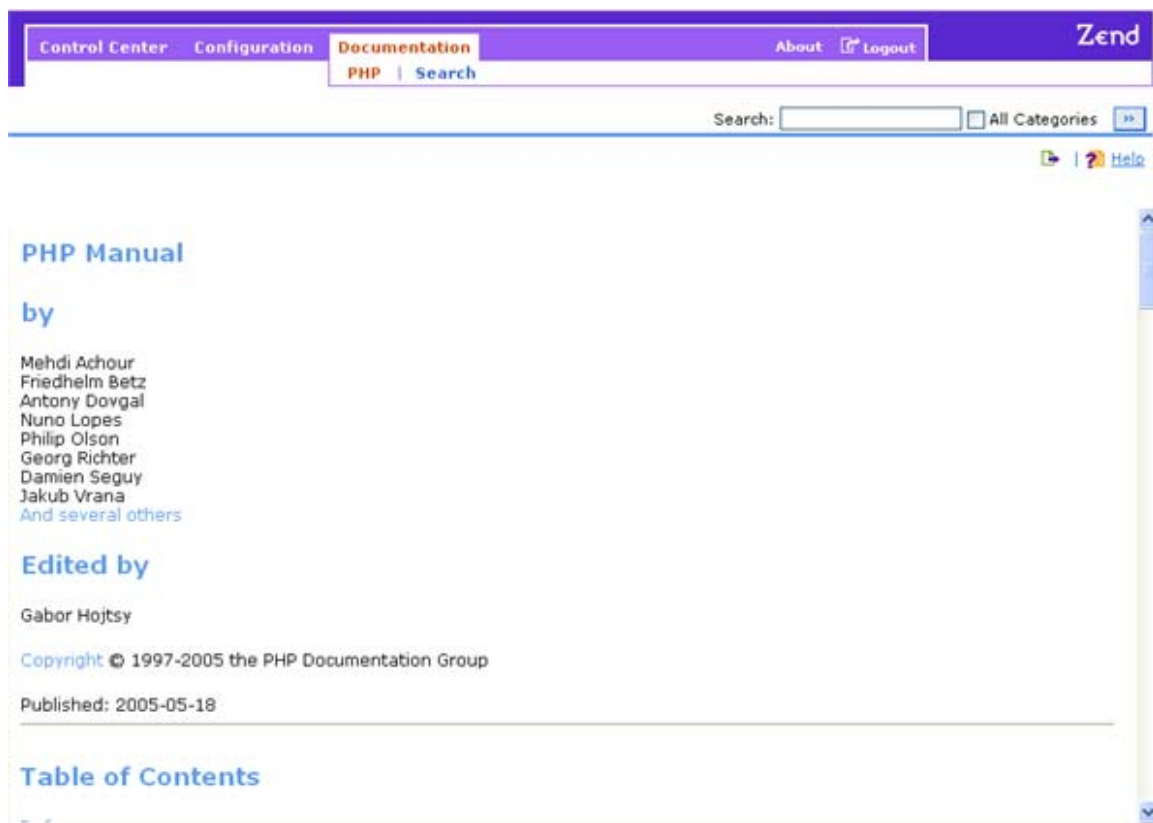 Control Center Configuration Documentation About Logout Zend
PHP | Search
Search: All Categories »
| Help
PHP Manual
by
Mehdi Achour
Friedhelm Betz
Antony Dovgal
Nuno Lopes
Philip Olson
Georg Richter
Damien Seguy
Jakub Vrana
And several others
Edited by
Gabor Hojtsy
Copyright © 1997-2005 the PHP Documentation Group
Published: 2005-05-18
Table of Contents